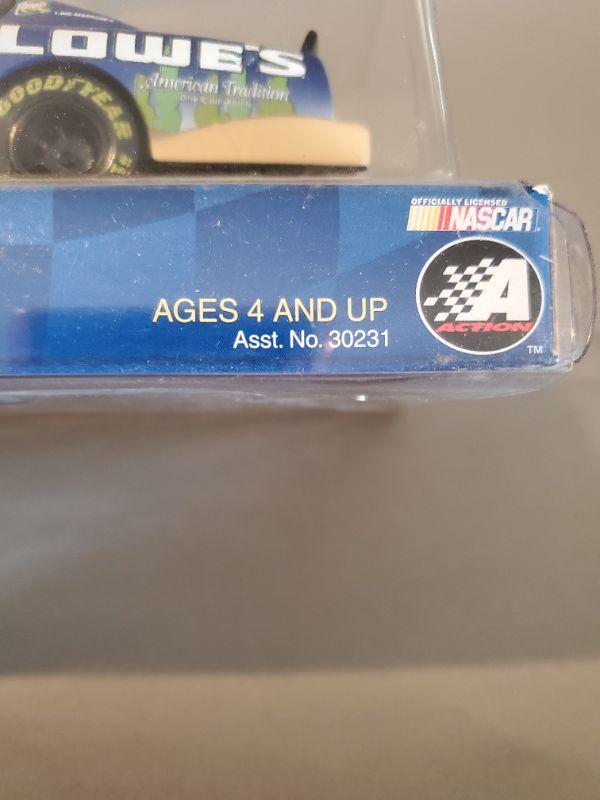 LOWE'S
American Tradition
GOODYEAR
OFFICIALLY LICENSED
NASCAR
AGES 4 AND UP
Asst. No. 30231
A
ACTION
TM